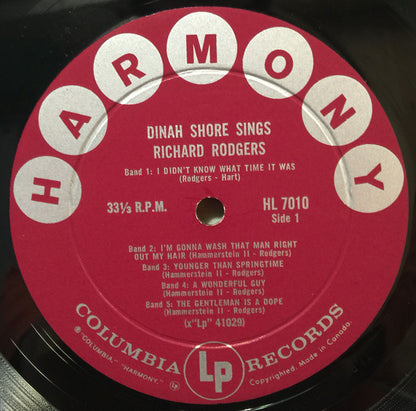 HARMONY
DINAH SHORE SINGS
RICHARD RODGERS
Band 1: I DIDN'T KNOW WHAT TIME IT WAS
(Rodgers - Hart)
33⅓ R.P.M.
HL 7010
Side 1
Band 2: I'M GONNA WASH THAT MAN RIGHT
OUT MY HAIR (Hammerstein II - Rodgers)
Band 3: YOUNGER THAN SPRINGTIME
(Hammerstein II - Rodgers)
Band 4: A WONDERFUL GUY
(Hammerstein II - Rodgers)
Band 5: THE GENTLEMAN IS A DOPE
(Hammerstein II - Rodgers)
(x"Lp" 41029)
COLUMBIA Lp RECORDS
® "COLUMBIA," "HARMONY," Lp
Copyrighted. Made in Canada.